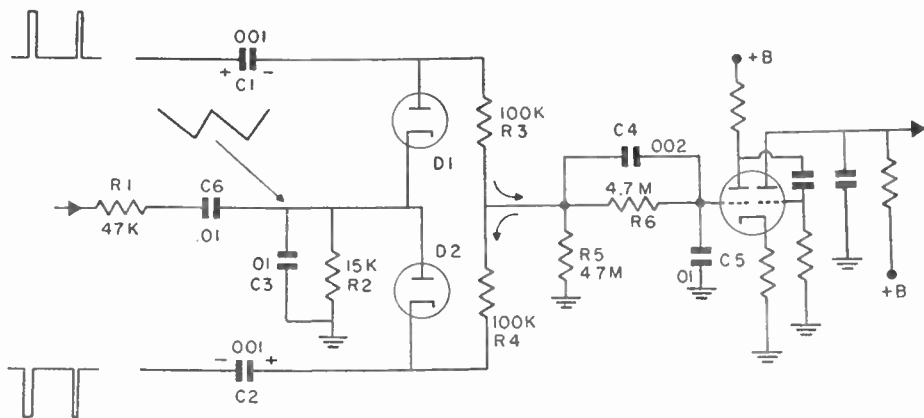 001
+ -
C1
D1
100K
R3
+B
C4
002
4.7M
R6
R1
47K
C6
.01
01
C3
15K
R2
D2
R5
47M
01
C5
+B
100K
R4
- 001 +
C2